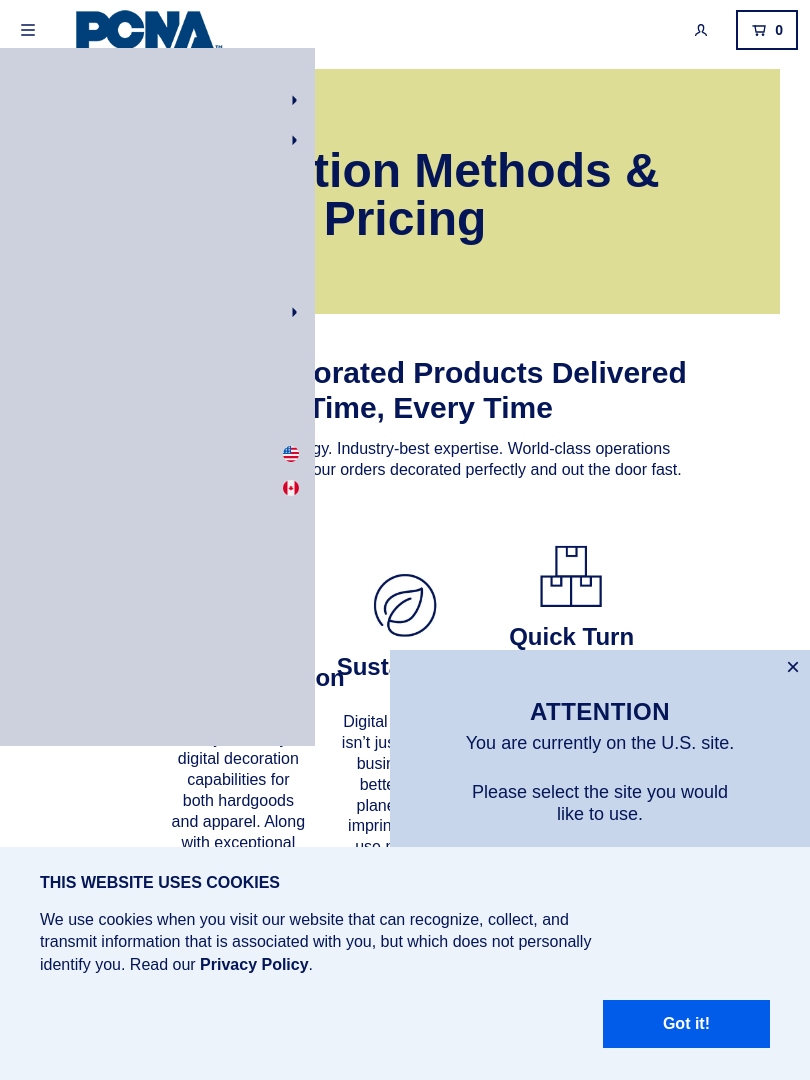 PCNA
TM
0
tion Methods &
Pricing
orated Products Delivered
Time, Every Time
gy. Industry-best expertise. World-class operations
our orders decorated perfectly and out the door fast.
Quick Turn
Susta
on
Digital
isn't jus
digital decoration
busin
capabilities for
bette
both hardgoods
plane
and apparel. Along
imprin
with exceptional
use
×
ATTENTION
You are currently on the U.S. site.
Please select the site you would
like to use.
THIS WEBSITE USES COOKIES
We use cookies when you visit our website that can recognize, collect, and
transmit information that is associated with you, but which does not personally
identify you. Read our Privacy Policy.
Got it!